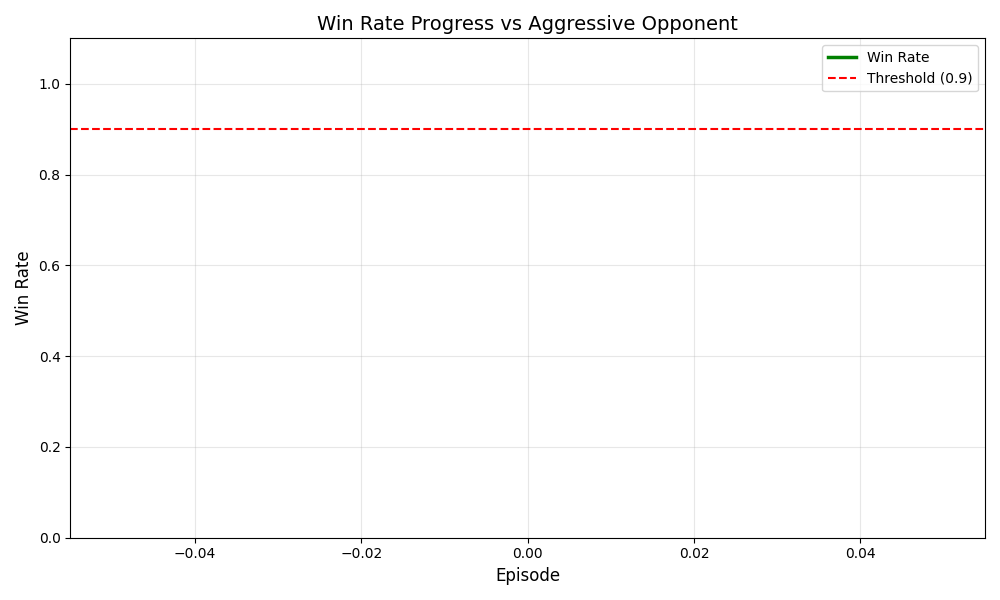 Win Rate Progress vs Aggressive Opponent
Win Rate
Threshold (0.9)
1.0
0.8
0.6
0.4
0.2
0.0
Win Rate
−0.04
−0.02
0.00
0.02
0.04
Episode